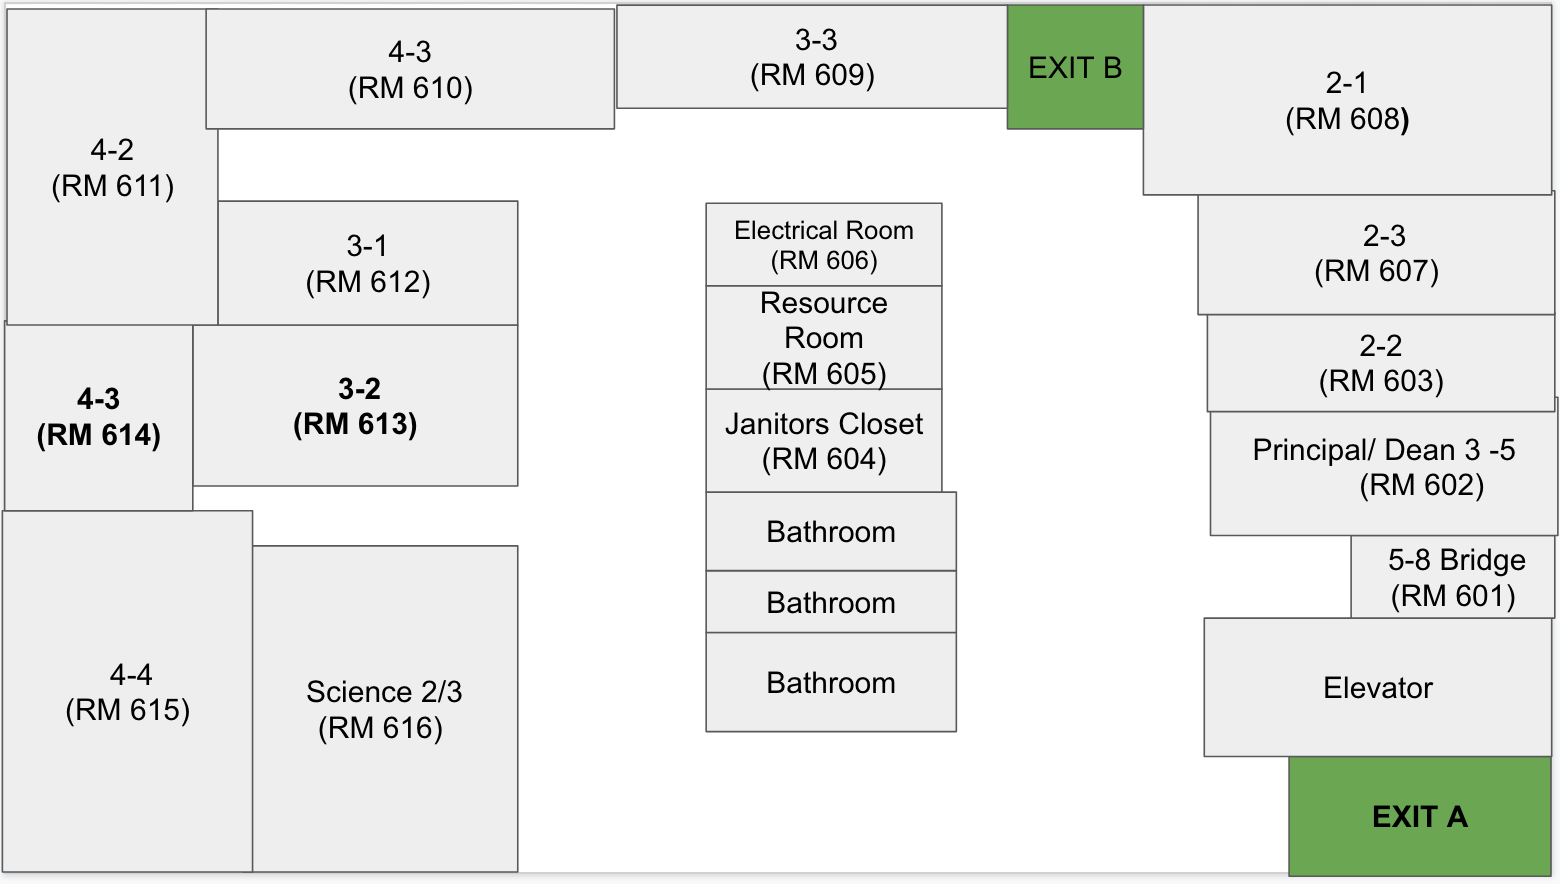 4-3
(RM 610)
3-3
(RM 609)
EXIT B
2-1
(RM 608)
4-2
(RM 611)
3-1
(RM 612)
Electrical Room
(RM 606)
2-3
(RM 607)
Resource
Room
(RM 605)
2-2
(RM 603)
4-3
(RM 614)
3-2
(RM 613)
Janitors Closet
(RM 604)
Principal/ Dean 3 -5
(RM 602)
Bathroom
5-8 Bridge
(RM 601)
Bathroom
4-4
(RM 615)
Science 2/3
(RM 616)
Bathroom
Elevator
EXIT A